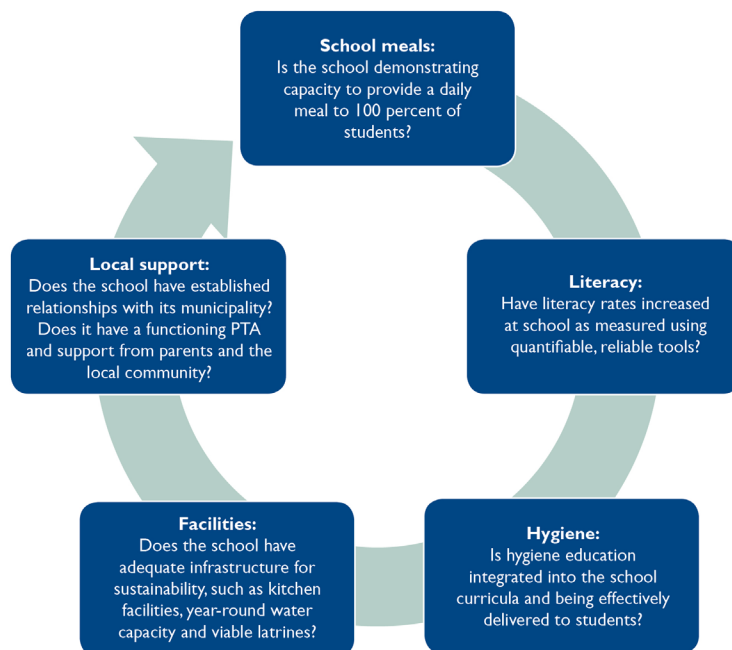 School meals:
Is the school demonstrating
capacity to provide a daily
meal to 100 percent of
students?
Literacy:
Have literacy rates increased
at school as measured using
quantifiable, reliable tools?
Hygiene:
Is hygiene education
integrated into the school
curricula and being effectively
delivered to students?
Facilities:
Does the school have
adequate infrastructure for
sustainability, such as kitchen
facilities, year-round water
capacity and viable latrines?
Local support:
Does the school have established
relationships with its municipality?
Does it have a functioning PTA
and support from parents and the
local community?